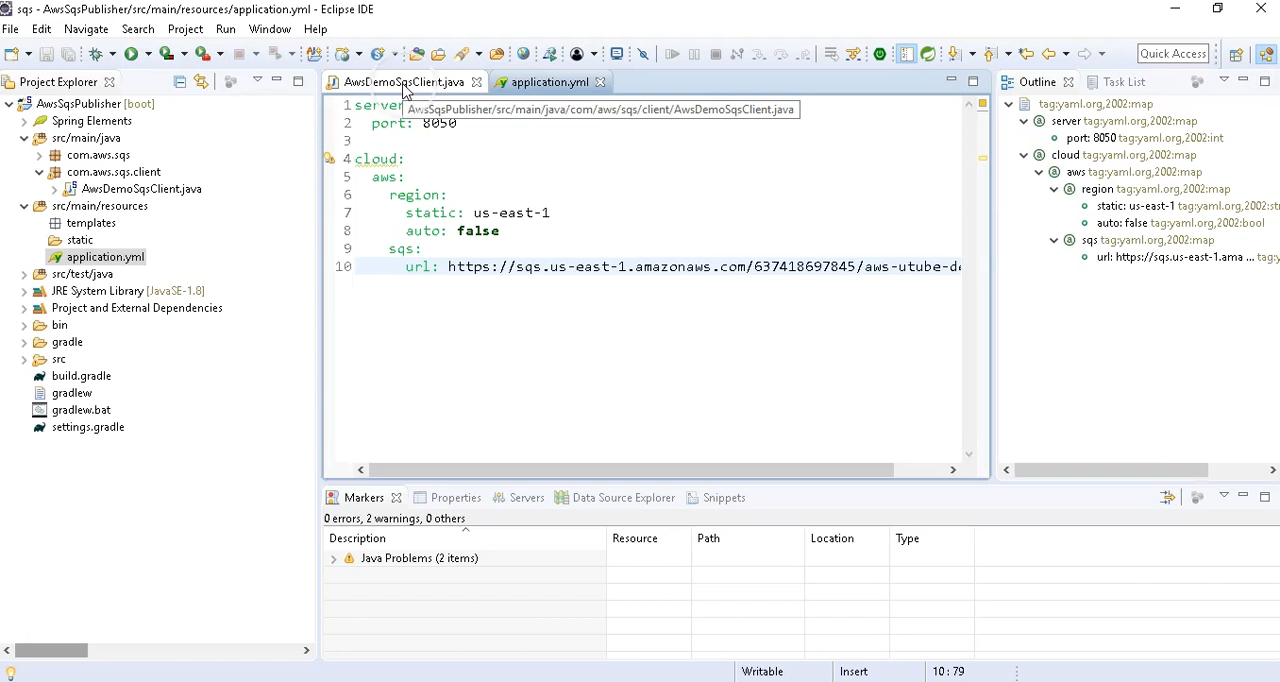 sqs - AwsSqsPublisher/src/main/resources/application.yml - Eclipse IDE
File Edit Navigate Search Project Run Window Help
Quick Access
Project Explorer
AwsSqsPublisher [boot]
Spring Elements
src/main/java
com.aws.sqs
com.aws.sqs.client
AwsDemoSqsClient.java
src/main/resources
templates
static
application.yml
src/test/java
JRE System Library [JavaSE-1.8]
Project and External Dependencies
bin
gradle
src
build.gradle
gradlew
gradlew.bat
settings.gradle
AwsDemoSqsClient.java application.yml
AwsSqsPublisher/src/main/java/com/aws/sqs/client/AwsDemoSqsClient.java
1 server
2 port: 8050
3
4 cloud:
5 aws:
6 region:
7 static: us-east-1
8 auto: false
9 sqs:
10 url: https://sqs.us-east-1.amazonaws.com/637418697845/aws-utube-de
Outline Task List
tag:yaml.org,2002:map
server tag:yaml.org,2002:map
port: 8050 tag:yaml.org,2002:int
cloud tag:yaml.org,2002:map
aws tag:yaml.org,2002:map
region tag:yaml.org,2002:map
static: us-east-1 tag:yaml.org,2002:st
auto: false tag:yaml.org,2002:bool
sqs tag:yaml.org,2002:map
url: https://sqs.us-east-1.ama ... tag:y
Markers Properties Servers Data Source Explorer Snippets
0 errors, 2 warnings, 0 others
Description Resource Path Location Type
Java Problems (2 items)
Writable Insert 10 : 79